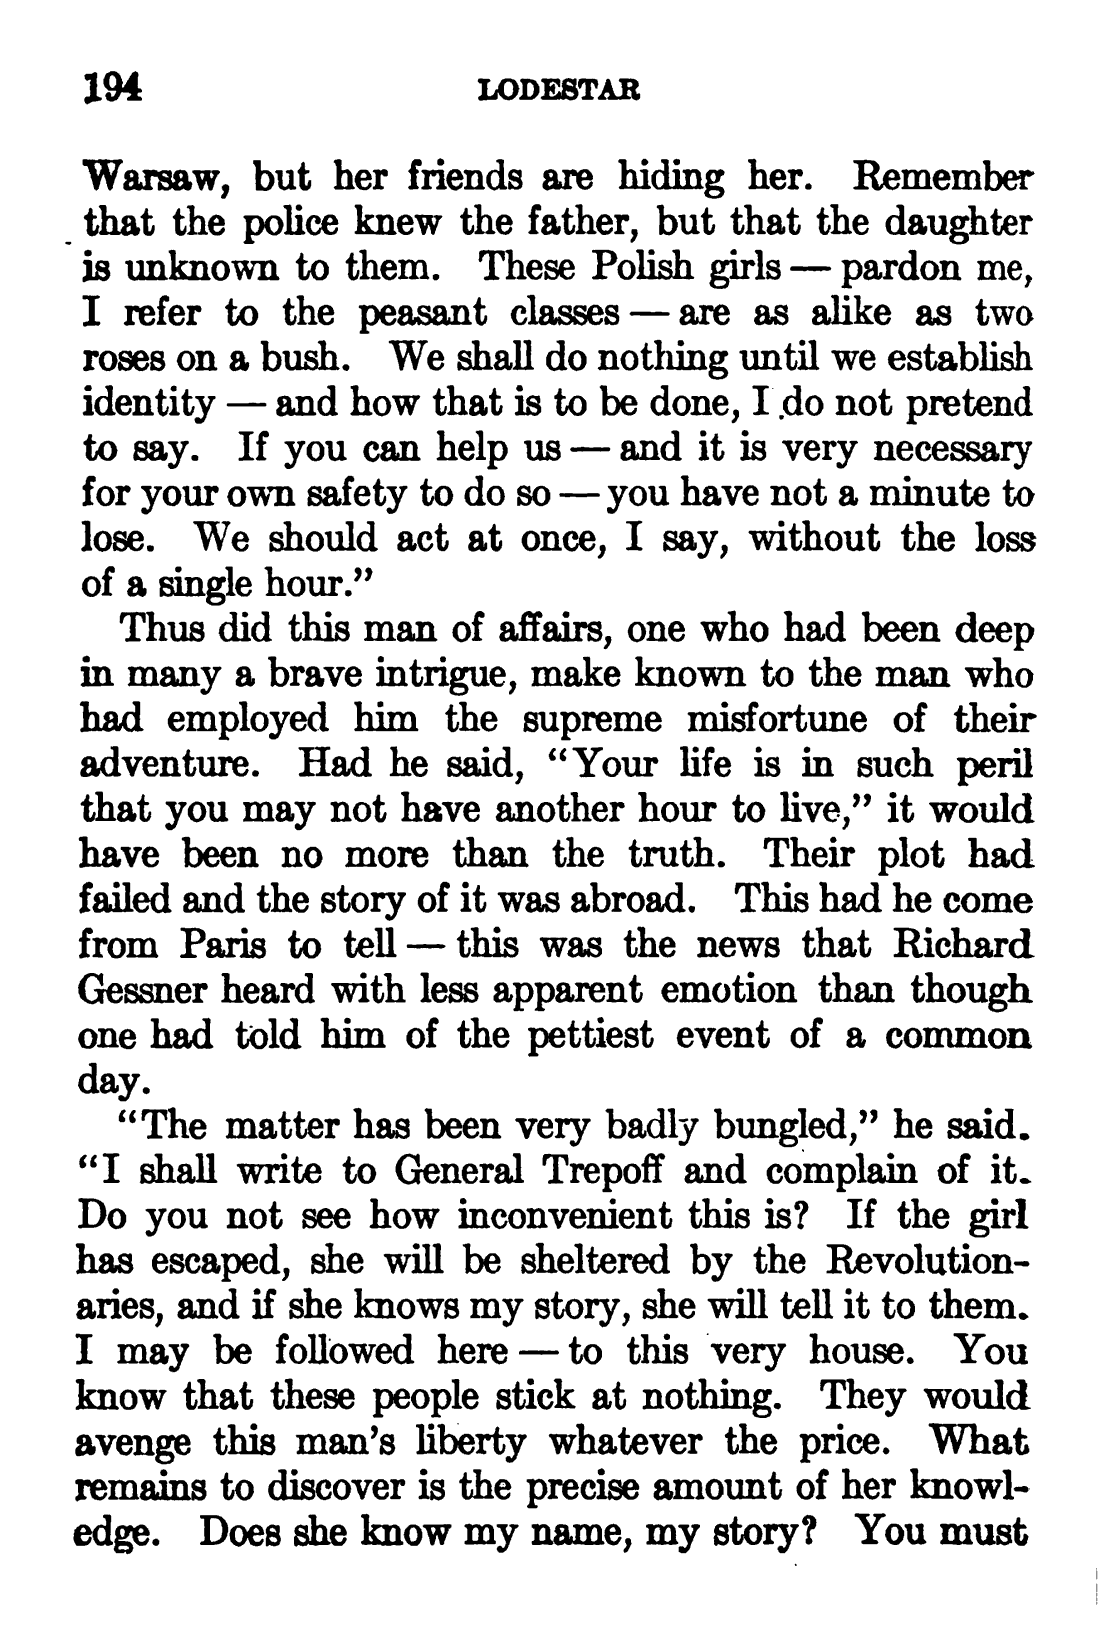 194 LODESTAR
Warsaw, but her friends are hiding her. Remember
that the police knew the father, but that the daughter
is unknown to them. These Polish girls — pardon me,
I refer to the peasant classes — are as alike as two
roses on a bush. We shall do nothing until we establish
identity — and how that is to be done, I do not pretend
to say. If you can help us — and it is very necessary
for your own safety to do so — you have not a minute to
lose. We should act at once, I say, without the loss
of a single hour.”
Thus did this man of affairs, one who had been deep
in many a brave intrigue, make known to the man who
had employed him the supreme misfortune of their
adventure. Had he said, “Your life is in such peril
that you may not have another hour to live,” it would
have been no more than the truth. Their plot had
failed and the story of it was abroad. This had he come
from Paris to tell — this was the news that Richard
Gessner heard with less apparent emotion than though
one had told him of the pettiest event of a common
day.
“The matter has been very badly bungled,” he said.
“I shall write to General Trepoff and complain of it.
Do you not see how inconvenient this is? If the girl
has escaped, she will be sheltered by the Revolution-
aries, and if she knows my story, she will tell it to them.
I may be followed here — to this very house. You
know that these people stick at nothing. They would
avenge this man’s liberty whatever the price. What
remains to discover is the precise amount of her knowl-
edge. Does she know my name, my story? You must